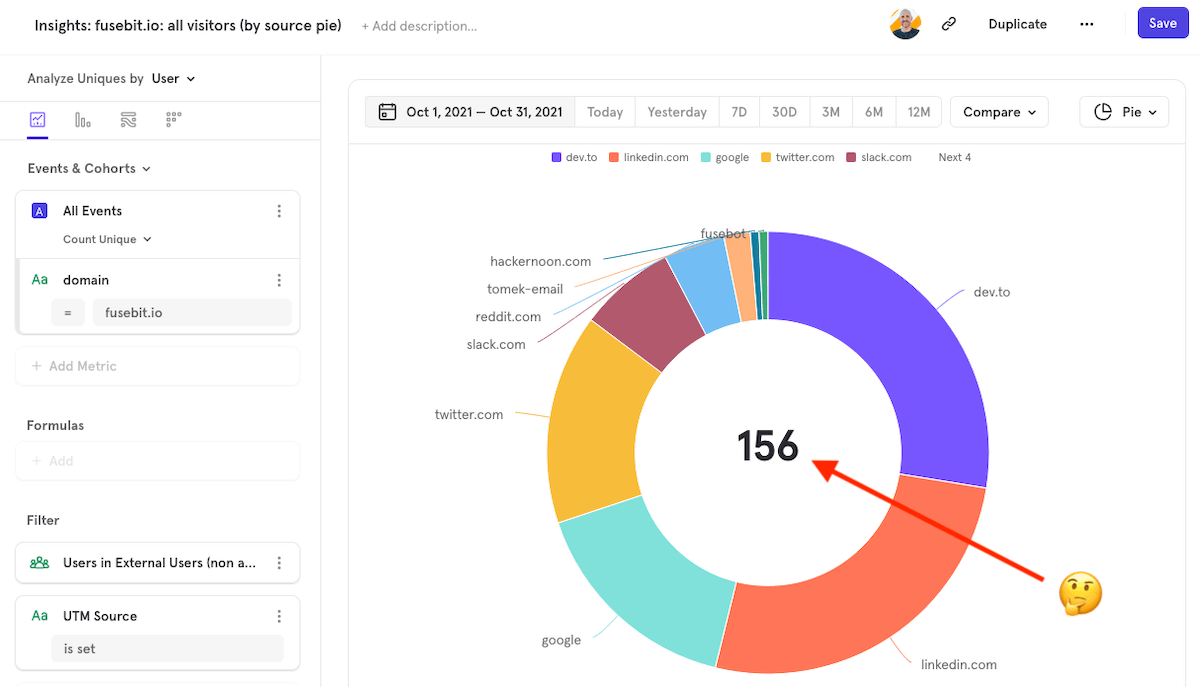 Insights: fusebit.io: all visitors (by source pie) + Add description...
Duplicate
Save
Analyze Uniques by User
Events & Cohorts
A All Events
Count Unique
Aa domain
= fusebit.io
+ Add Metric
Formulas
+ Add
Filter
Users in External Users (non a...
Aa UTM Source
is set
Oct 1, 2021 — Oct 31, 2021 Today Yesterday 7D 30D 3M 6M 12M Compare Pie
dev.to linkedin.com google twitter.com slack.com Next 4
fusebot
hackernoon.com
tomek-email
reddit.com
slack.com
twitter.com
google
dev.to
linkedin.com
156